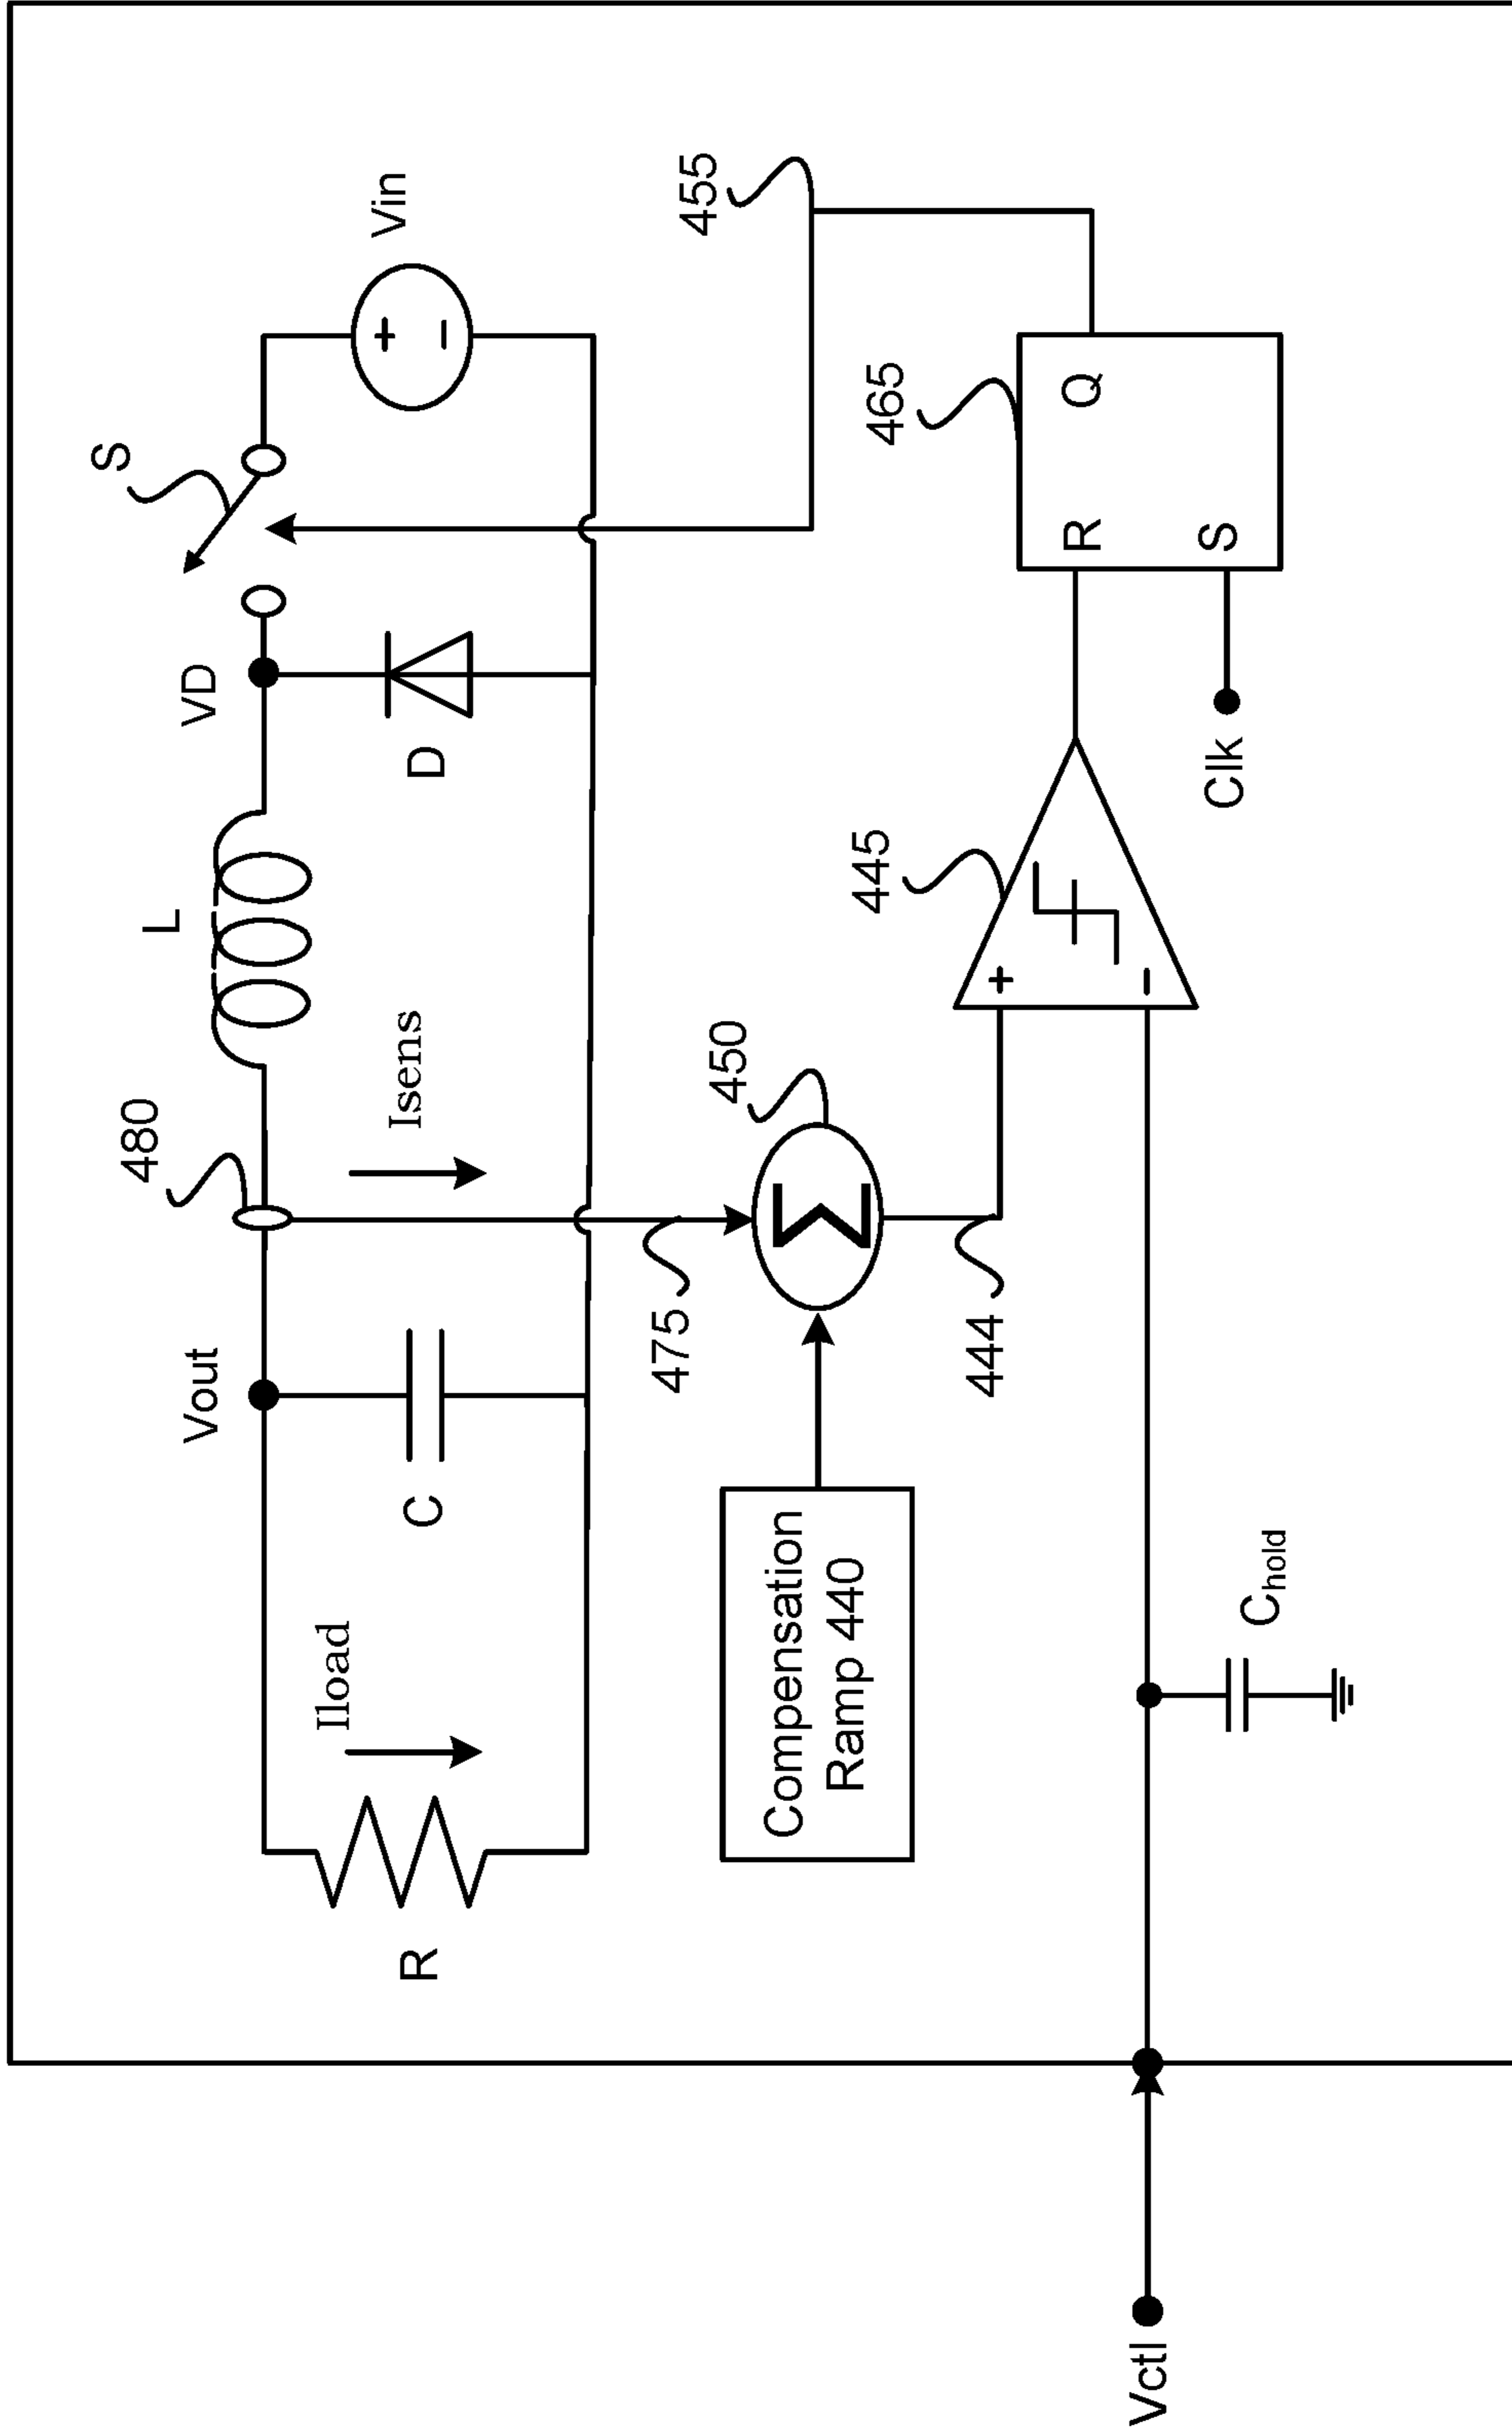 S
Vin
VD
D
L
480
Isens
Vout
C
Iload
R
+
−
455
465
R
Q
S
Clk
445
+
−
450
Σ
475
444
Compensation
Ramp 440
Chold
Vctl